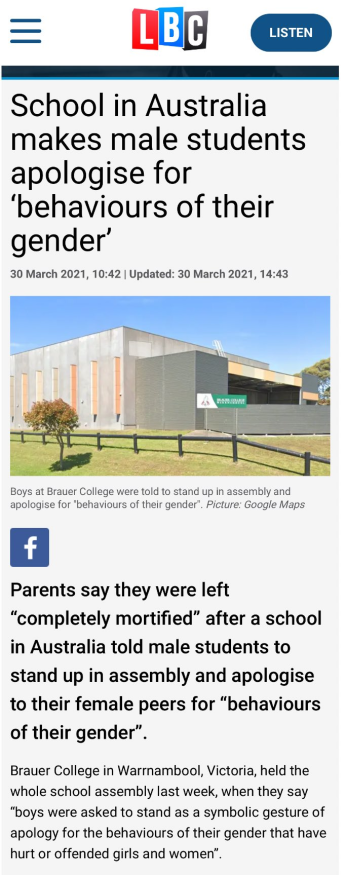 LBC
LISTEN
School in Australia
makes male students
apologise for
‘behaviours of their
gender’
30 March 2021, 10:42 | Updated: 30 March 2021, 14:43
Boys at Brauer College were told to stand up in assembly and
apologise for "behaviours of their gender". Picture: Google Maps
f
Parents say they were left
“completely mortified” after a school
in Australia told male students to
stand up in assembly and apologise
to their female peers for “behaviours
of their gender”.
Brauer College in Warrnambool, Victoria, held the
whole school assembly last week, when they say
“boys were asked to stand as a symbolic gesture of
apology for the behaviours of their gender that have
hurt or offended girls and women”.